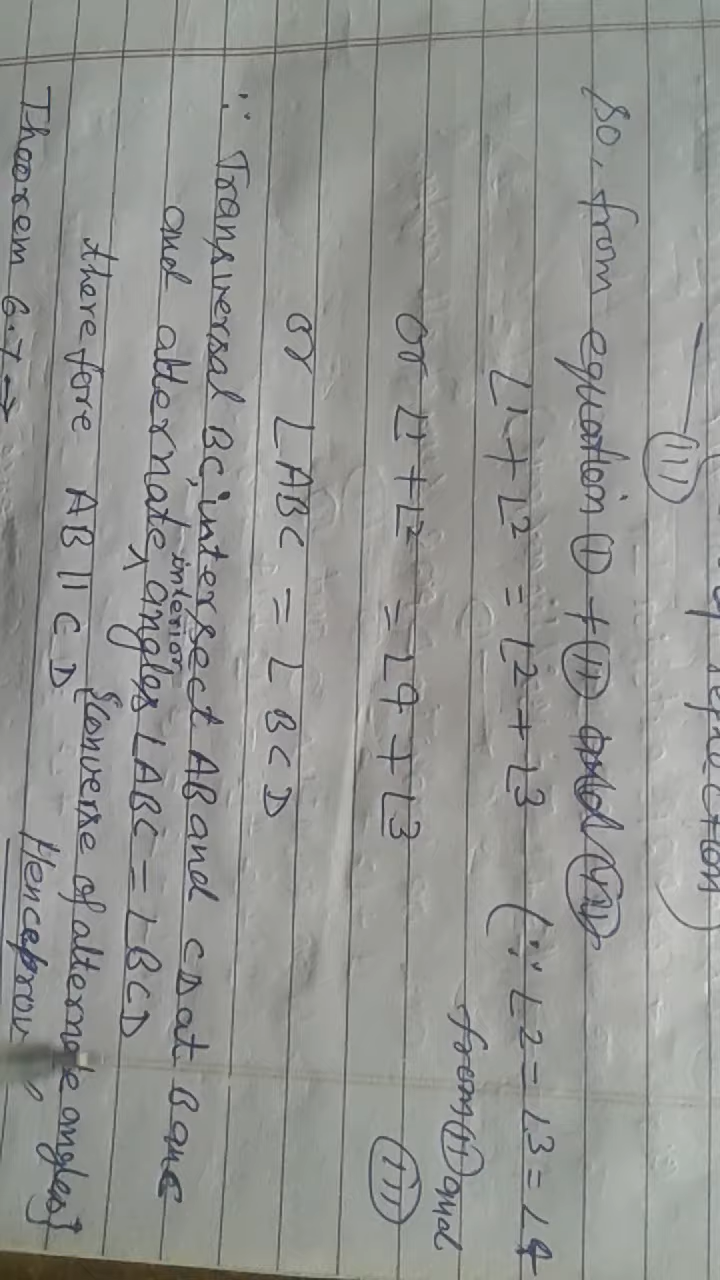 of reflection)
— (III)
so, from equation (I) + (II) and
∠1 + ∠2 = ∠2 + ∠3 (∵ ∠2 = ∠3 = ∠4
from (II) and
or ∠1 + ∠2 = ∠4 + ∠3 (III)
or ∠ABC = ∠BCD
∵ Transversal BC, intersect AB and CD at B and
and alternate interior angles ∠ABC = ∠BCD
therefore AB || CD {Converse of alternate angles}
Theorem 6.7 → Hence prov